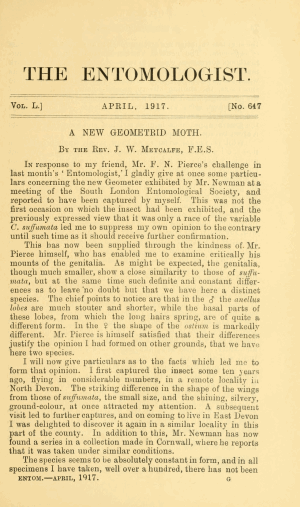 THE ENTOMOLOGIST.
VOL. L.] APRIL, 1917. [No. 647
A NEW GEOMETRID MOTH.
BY THE REV. J. W. METCALFE, F.E.S.
IN response to my friend, Mr. F. N. Pierce's challenge in
last month's 'Entomologist,' I gladly give at once some particu-
lars concerning the new Geometer exhibited by Mr. Newman at a
meeting of the South London Entomological Society, and
reported to have been captured by myself. This was not the
first occasion on which the insect had been exhibited, and the
previously expressed view that it was only a race of the variable
C. suffumata led me to suppress my own opinion to the contrary
until such time as it should receive further confirmation.
This has now been supplied through the kindness of Mr.
Pierce himself, who has enabled me to examine critically his
mounts of the genitalia. As might be expected, the genitalia,
though much smaller, show a close similarity to those of suffu-
mata, but at the same time such definite and constant differ-
ences as to leave no doubt but that we have here a distinct
species. The chief points to notice are that in the ♂ the anellus
lobes are much stouter and shorter, while the basal parts of
these lobes, from which the long hairs spring, are of quite a
different form. In the ♀ the shape of the ostium is markedly
different. Mr. Pierce is himself satisfied that their differences
justify the opinion I had formed on other grounds, that we have
here two species.
I will now give particulars as to the facts which led me to
form that opinion. I first captured the insect some ten years
ago, flying in considerable numbers, in a remote locality in
North Devon. The striking difference in the shape of the wings
from those of suffumata, the small size, and the shining, silvery,
ground-colour, at once attracted my attention. A subsequent
visit led to further captures, and on coming to live in East Devon
I was delighted to discover it again in a similar locality in this
part of the county. In addition to this, Mr. Newman has now
found a series in a collection made in Cornwall, where he reports
that it was taken under similar conditions.
The species seems to be absolutely constant in form, and in all
specimens I have taken, well over a hundred, there has not been
ENTOM.—APRIL, 1917. G